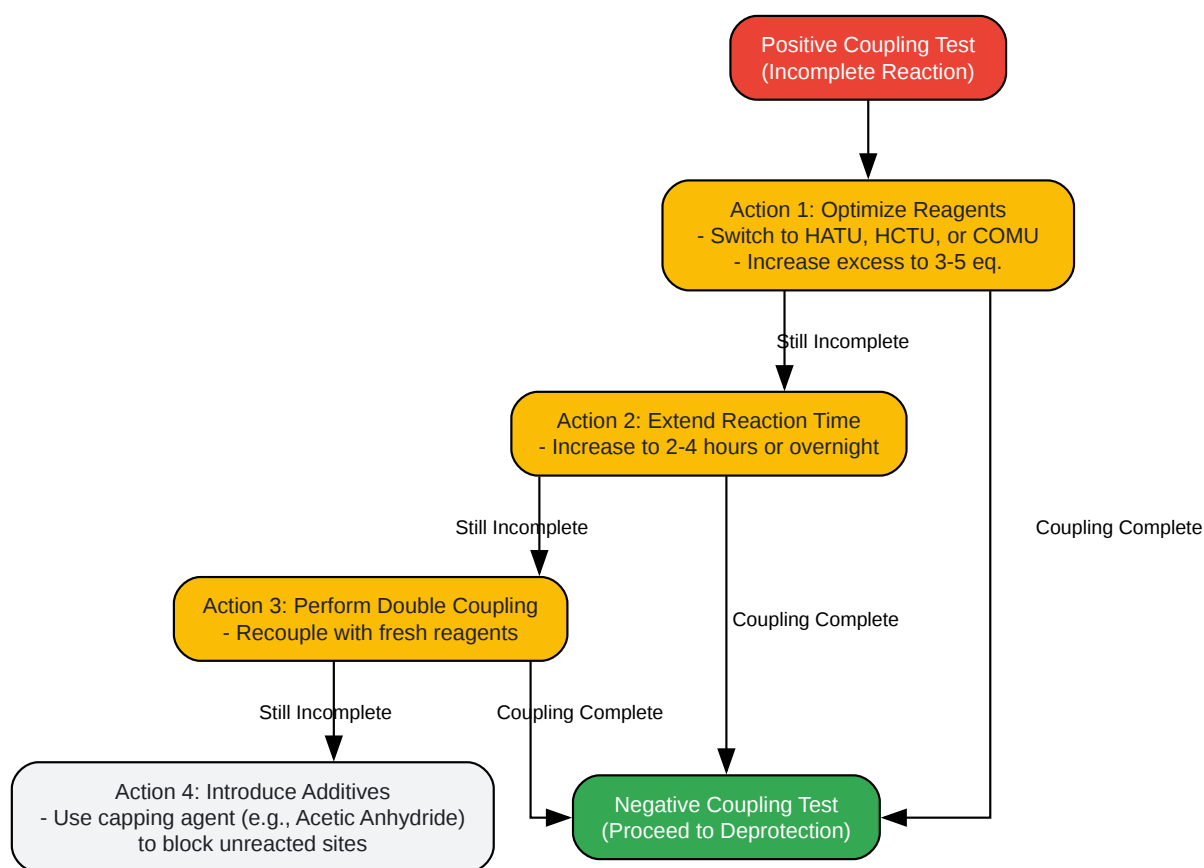 Positive Coupling Test
(Incomplete Reaction)
Action 1: Optimize Reagents
- Switch to HATU, HCTU, or COMU
- Increase excess to 3-5 eq.
Still Incomplete
Action 2: Extend Reaction Time
- Increase to 2-4 hours or overnight
Still Incomplete
Coupling Complete
Action 3: Perform Double Coupling
- Recouple with fresh reagents
Coupling Complete
Still Incomplete
Coupling Complete
Action 4: Introduce Additives
- Use capping agent (e.g., Acetic Anhydride)
to block unreacted sites
Negative Coupling Test
(Proceed to Deprotection)